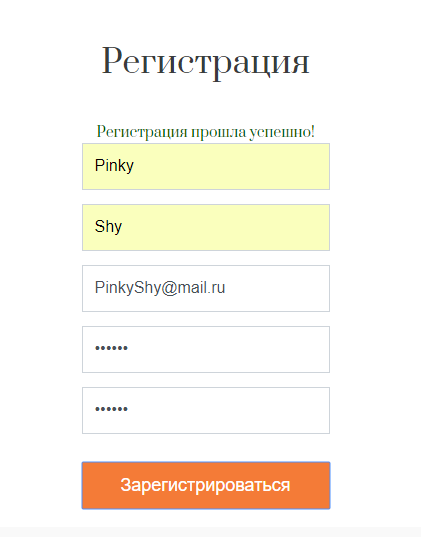 Регистрация
Регистрация прошла успешно!
Pinky
Shy
PinkyShy@mail.ru
••••••
••••••
Зарегистрироваться